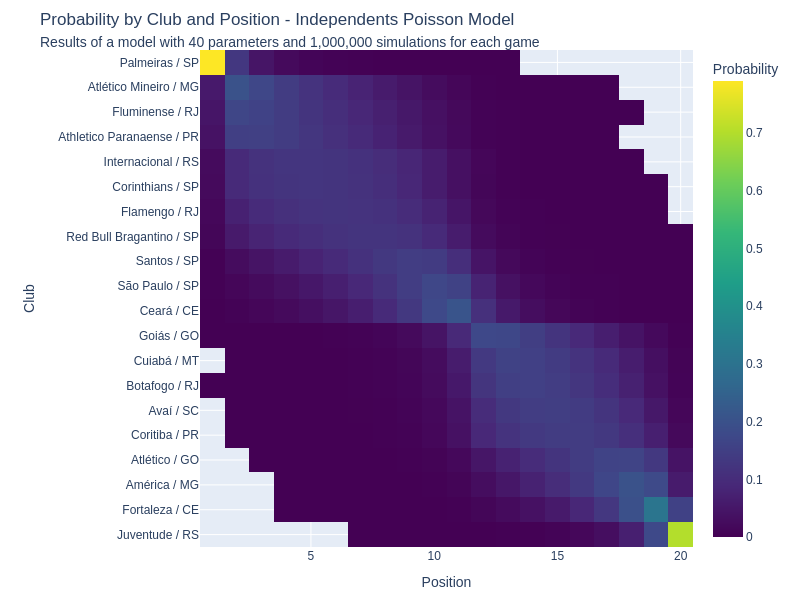 Probability by Club and Position - Independents Poisson Model
Results of a model with 40 parameters and 1,000,000 simulations for each game
Probability
Palmeiras / SP
Atlético Mineiro / MG
Fluminense / RJ
Athletico Paranaense / PR
Internacional / RS
Corinthians / SP
Flamengo / RJ
Red Bull Bragantino / SP
Santos / SP
São Paulo / SP
Ceará / CE
Goiás / GO
Cuiabá / MT
Botafogo / RJ
Avaí / SC
Coritiba / PR
Atlético / GO
América / MG
Fortaleza / CE
Juventude / RS
Club
5
10
15
20
Position
0.7
0.6
0.5
0.4
0.3
0.2
0.1
0